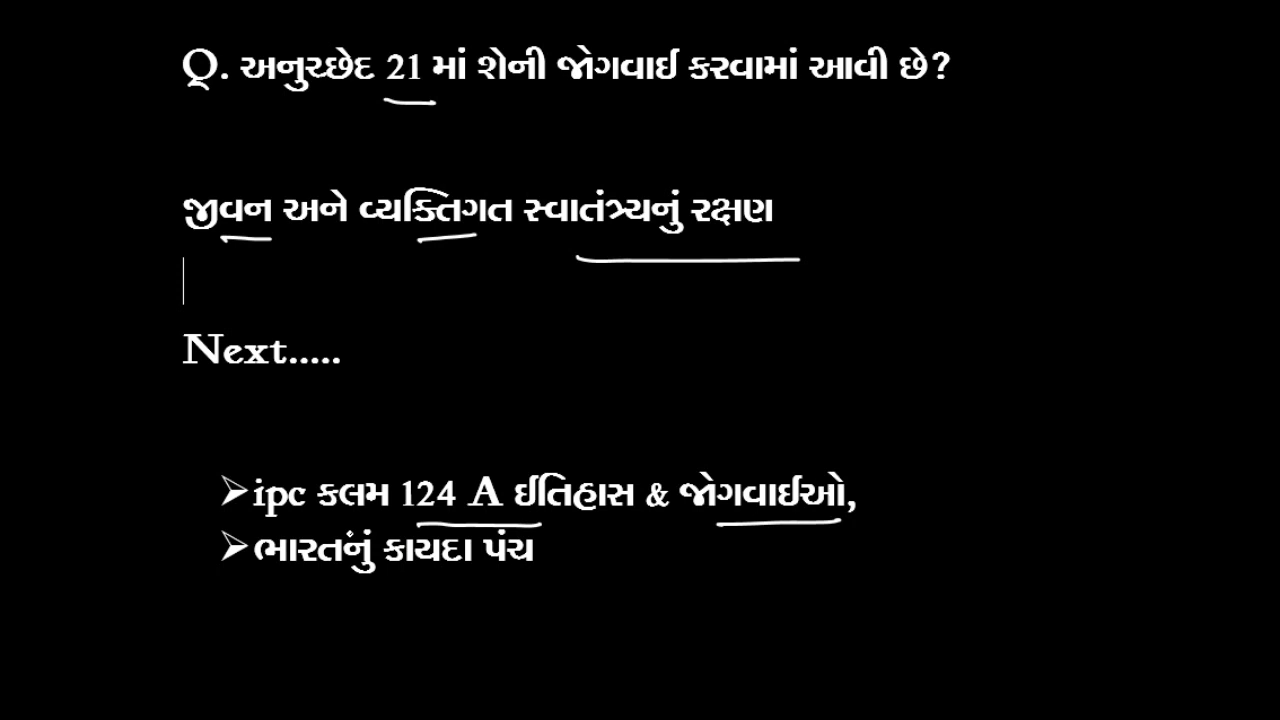 Q. અનુચ્છેદ 21 માં શેની જોગવાઈ કરવામાં આવી છે?
જીવન અને વ્યક્તિગત સ્વાતંત્ર્યનું રક્ષણ
Next.....
➢ipc કલમ 124 A ઈતિહાસ & જોગવાઈઓ,
➢ભારતનું કાયદા પંચ